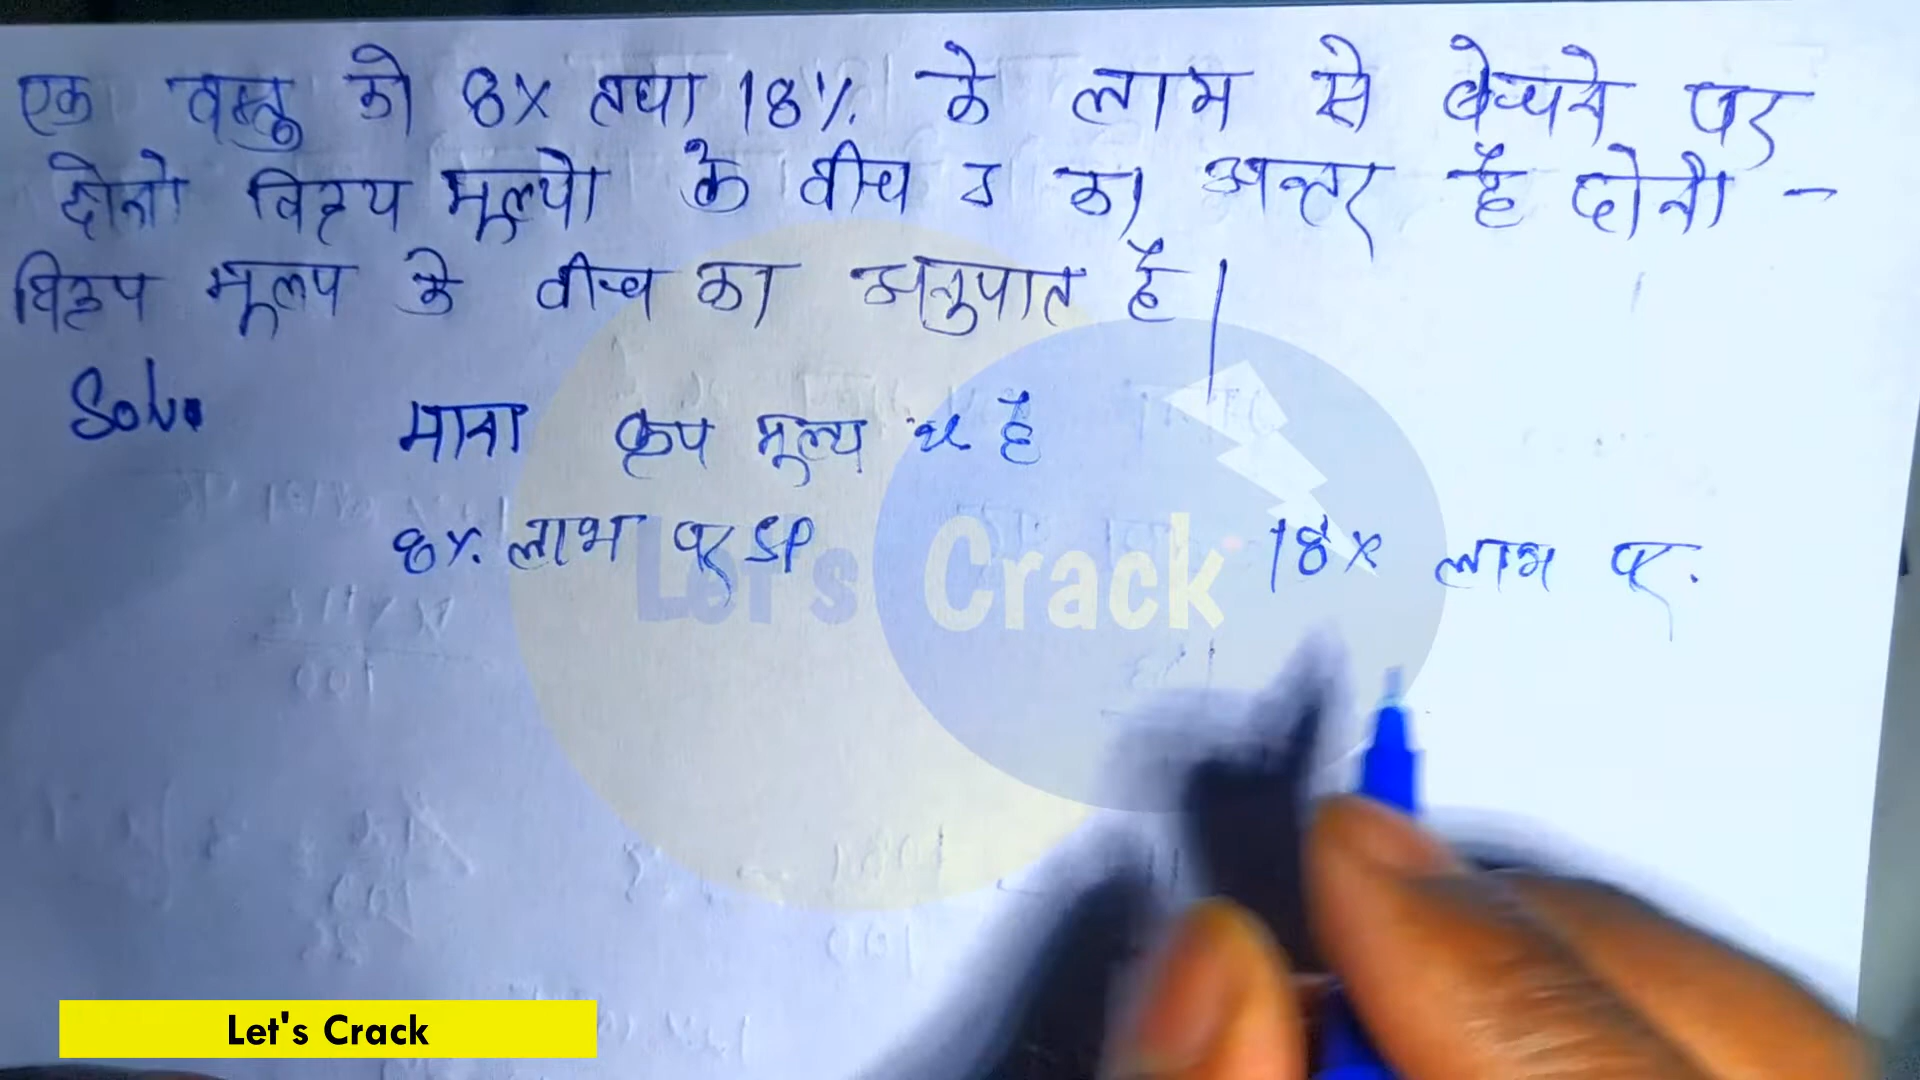 एक वस्तु को 8% तथा 18% के लाभ से बेचने पर
दोनो विक्रय मूल्यो के बीच 3 का अन्तर है दोनो -
विक्रय मूल्य के बीच का अनुपात है।
Solv.
माना क्रय मूल्य x है
8% लाभ पर SP
18% लाभ पर.
Let's Crack
Let's Crack